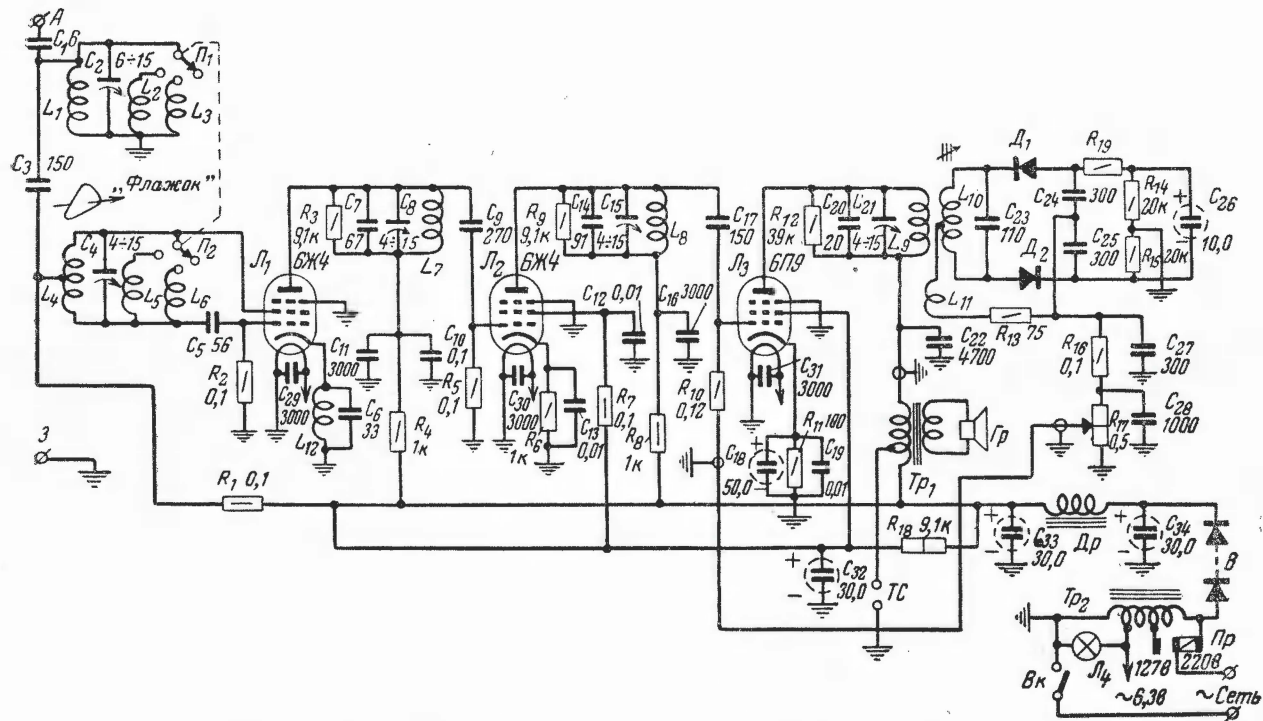 А
C₁ 6
C₂
6÷15
П₁
L₁
L₂
L₃
C₃ 150
„Флажок"
C₄
4÷15
П₂
L₄
L₅
L₆
C₅ 56
R₂
0,1
З
R₁ 0,1
Л₁
6Ж4
R₃
9,1к
C₇
67
C₈
4÷15
L₇
C₂₉
3000
L₁₂
C₆
33
C₁₁
3000
R₄
1к
C₁₀
0,1
C₉
270
R₅
0,1
Л₂
6Ж4
R₉
9,1к
C₁₄
91
C₁₅
4÷15
L₈
C₁₂ 0,01
C₁₆ 3000
C₃₀
3000
R₆
1к
C₁₃
0,01
R₇
0,1
R₈
1к
C₁₇
150
R₁₀
0,12
Л₃
6П9
R₁₂
39к
C₂₀
20
C₂₁
4÷15
L₉
C₃₁
3000
C₁₈
50,0
R₁₁ 180
C₁₉
0,01
C₂₂
4700
Гр
Тр₁
ТС
L₁₀
L₁₁
C₂₃
110
Д₁
Д₂
C₂₄
300
C₂₅
300
R₁₉
R₁₄
20к
R₁₅ 20к
+
C₂₆
10,0
−
R₁₃ 75
R₁₆
0,1
C₂₇
300
R₁₇
0,5
C₂₈
1000
R₁₈ 9,1к
+
C₃₂
30,0
−
+
C₃₃
30,0
−
Др
+
C₃₄
30,0
−
В
Тр₂
Л₄
Вк
127в
~6,3в
Пр
220в
~Сеть